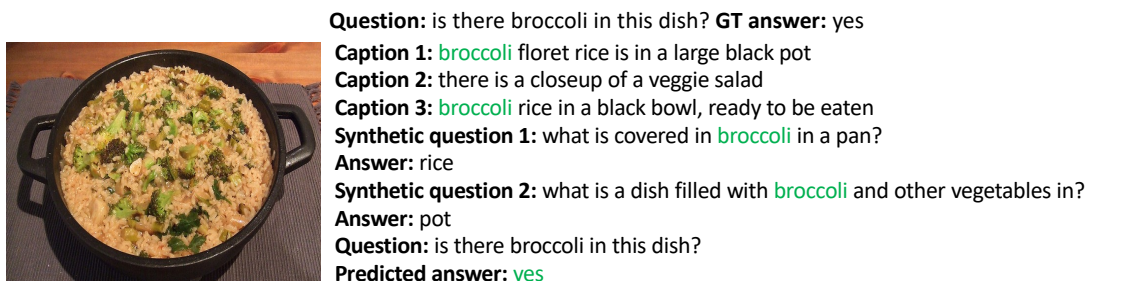 Question: is there broccoli in this dish? GT answer: yes
Caption 1: broccoli floret rice is in a large black pot
Caption 2: there is a closeup of a veggie salad
Caption 3: broccoli rice in a black bowl, ready to be eaten
Synthetic question 1: what is covered in broccoli in a pan?
Answer: rice
Synthetic question 2: what is a dish filled with broccoli and other vegetables in?
Answer: pot
Question: is there broccoli in this dish?
Predicted answer: yes